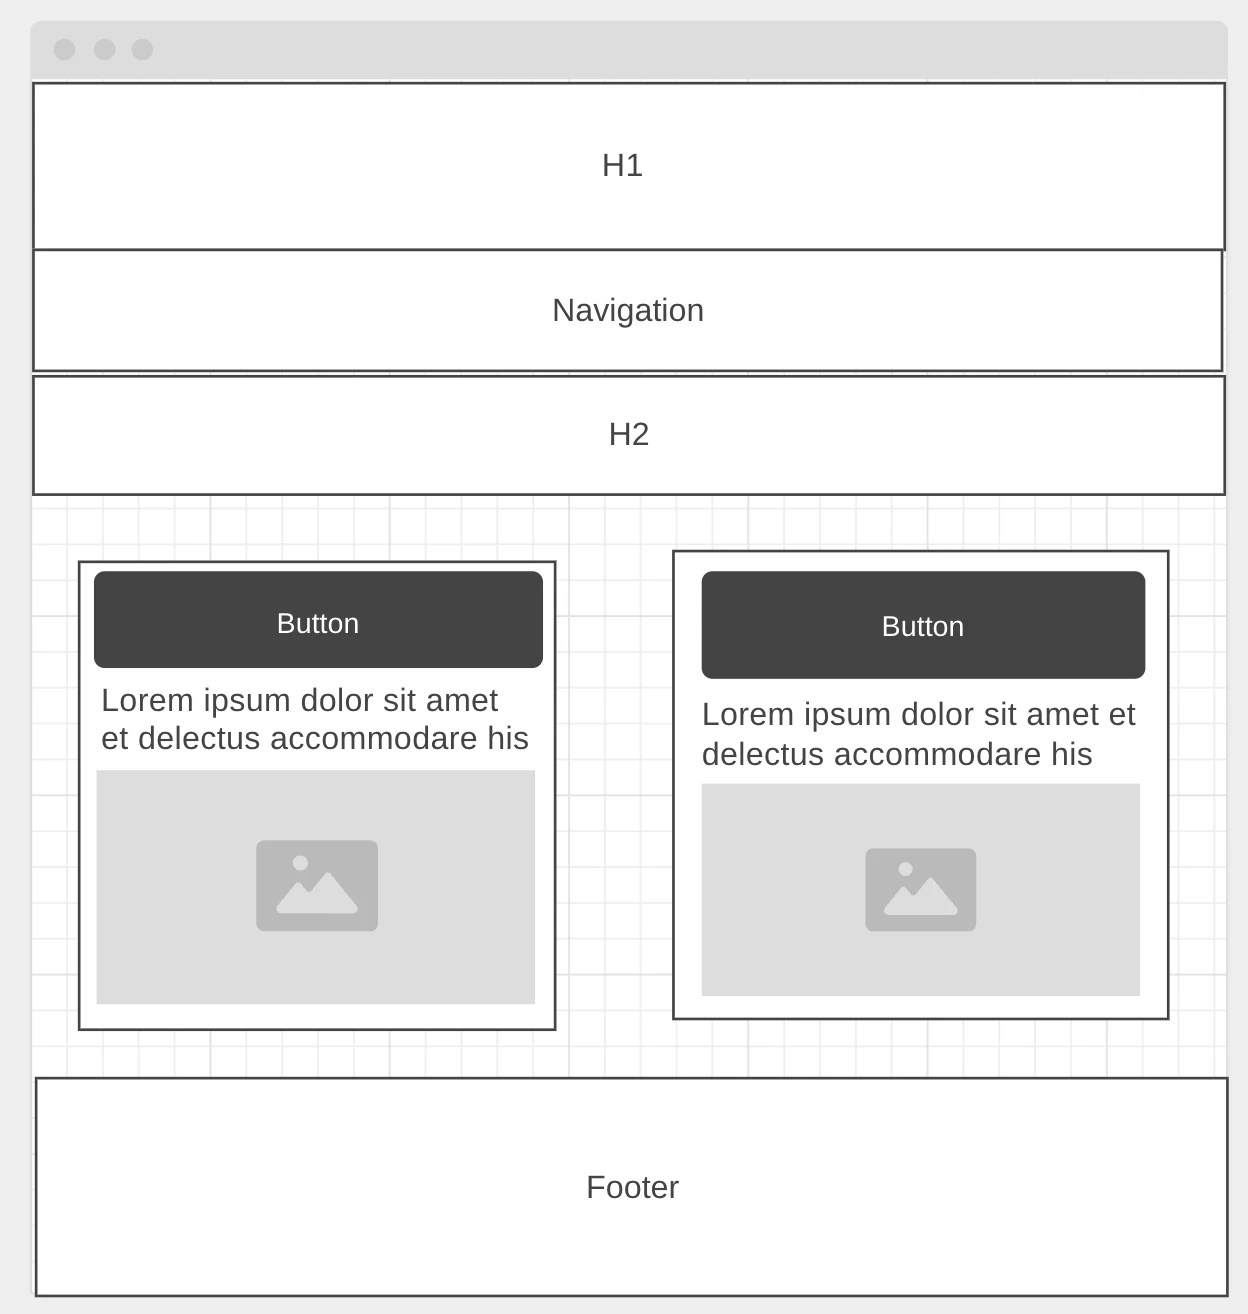 H1
Navigation
H2
Button
Lorem ipsum dolor sit amet
et delectus accommodare his
Button
Lorem ipsum dolor sit amet et
delectus accommodare his
Footer